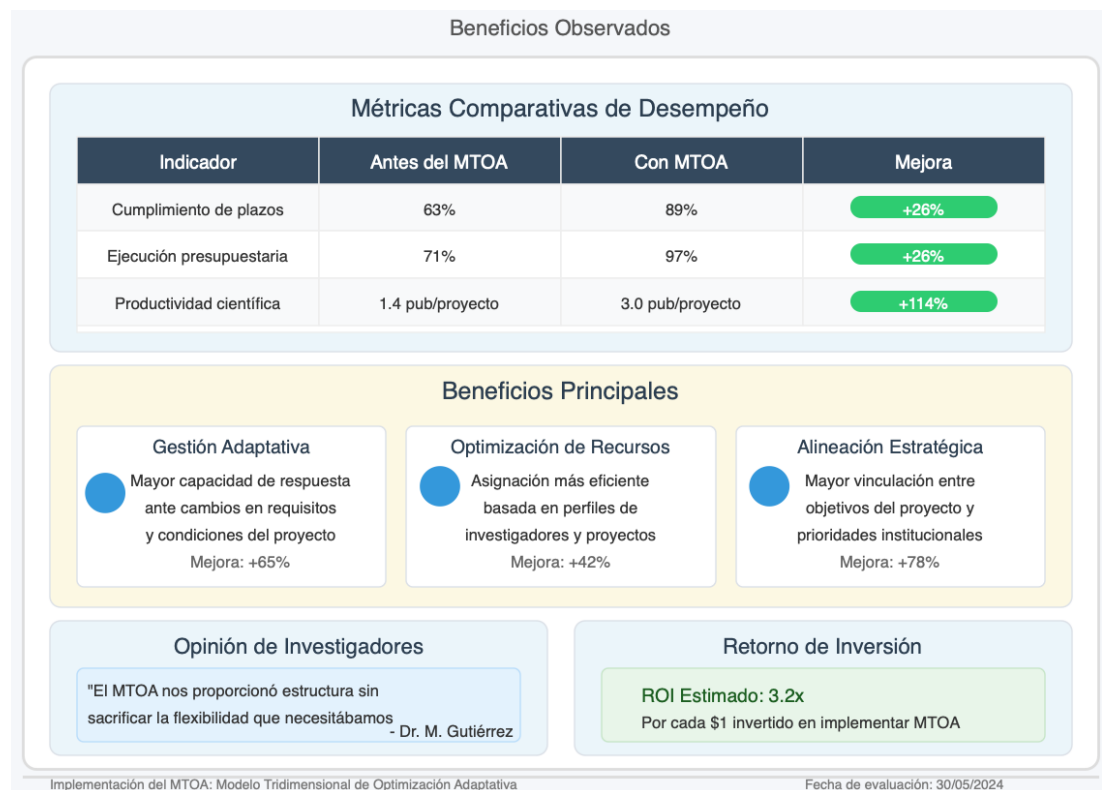 Beneficios Observados
Métricas Comparativas de Desempeño
Indicador Antes del MTOA Con MTOA Mejora
Cumplimiento de plazos 63% 89% +26%
Ejecución presupuestaria 71% 97% +26%
Productividad científica 1.4 pub/proyecto 3.0 pub/proyecto +114%
Beneficios Principales
Gestión Adaptativa
Mayor capacidad de respuesta
ante cambios en requisitos
y condiciones del proyecto
Mejora: +65%
Optimización de Recursos
Asignación más eficiente
basada en perfiles de
investigadores y proyectos
Mejora: +42%
Alineación Estratégica
Mayor vinculación entre
objetivos del proyecto y
prioridades institucionales
Mejora: +78%
Opinión de Investigadores
"El MTOA nos proporcionó estructura sin
sacrificar la flexibilidad que necesitábamos
- Dr. M. Gutiérrez
Retorno de Inversión
ROI Estimado: 3.2x
Por cada $1 invertido en implementar MTOA
Implementación del MTOA: Modelo Tridimensional de Optimización Adaptativa
Fecha de evaluación: 30/05/2024